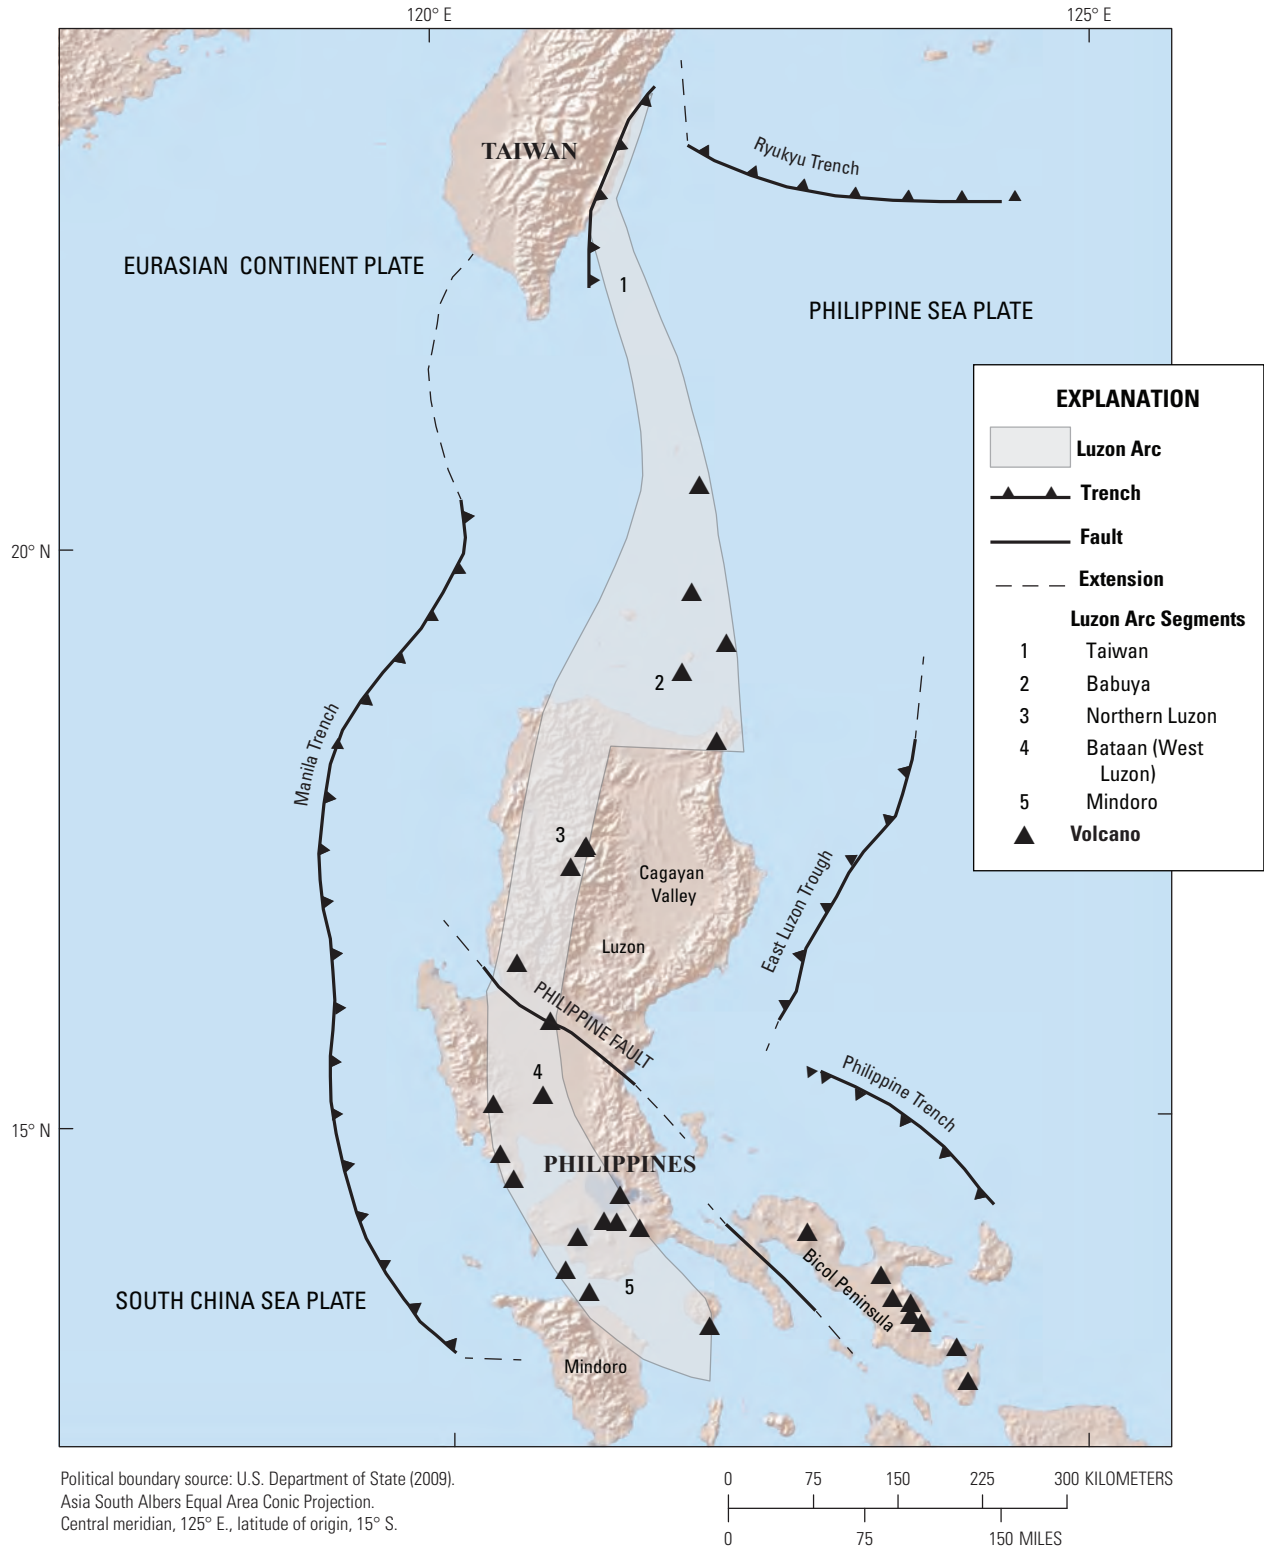 120° E
125° E
TAIWAN
Ryukyu Trench
EURASIAN CONTINENT PLATE
1
PHILIPPINE SEA PLATE
EXPLANATION
Luzon Arc
Trench
Fault
Extension
Luzon Arc Segments
1 Taiwan
2 Babuya
3 Northern Luzon
4 Bataan (West
Luzon)
5 Mindoro
Volcano
20° N
2
Manila Trench
3
Cagayan
Valley
East Luzon Trough
Luzon
PHILIPPINE FAULT
4
Philippine Trench
15° N
PHILIPPINES
Bicol Peninsula
5
SOUTH CHINA SEA PLATE
Mindoro
Political boundary source: U.S. Department of State (2009).
Asia South Albers Equal Area Conic Projection.
Central meridian, 125° E., latitude of origin, 15° S.
0 75 150 225 300 KILOMETERS
0 75 150 MILES